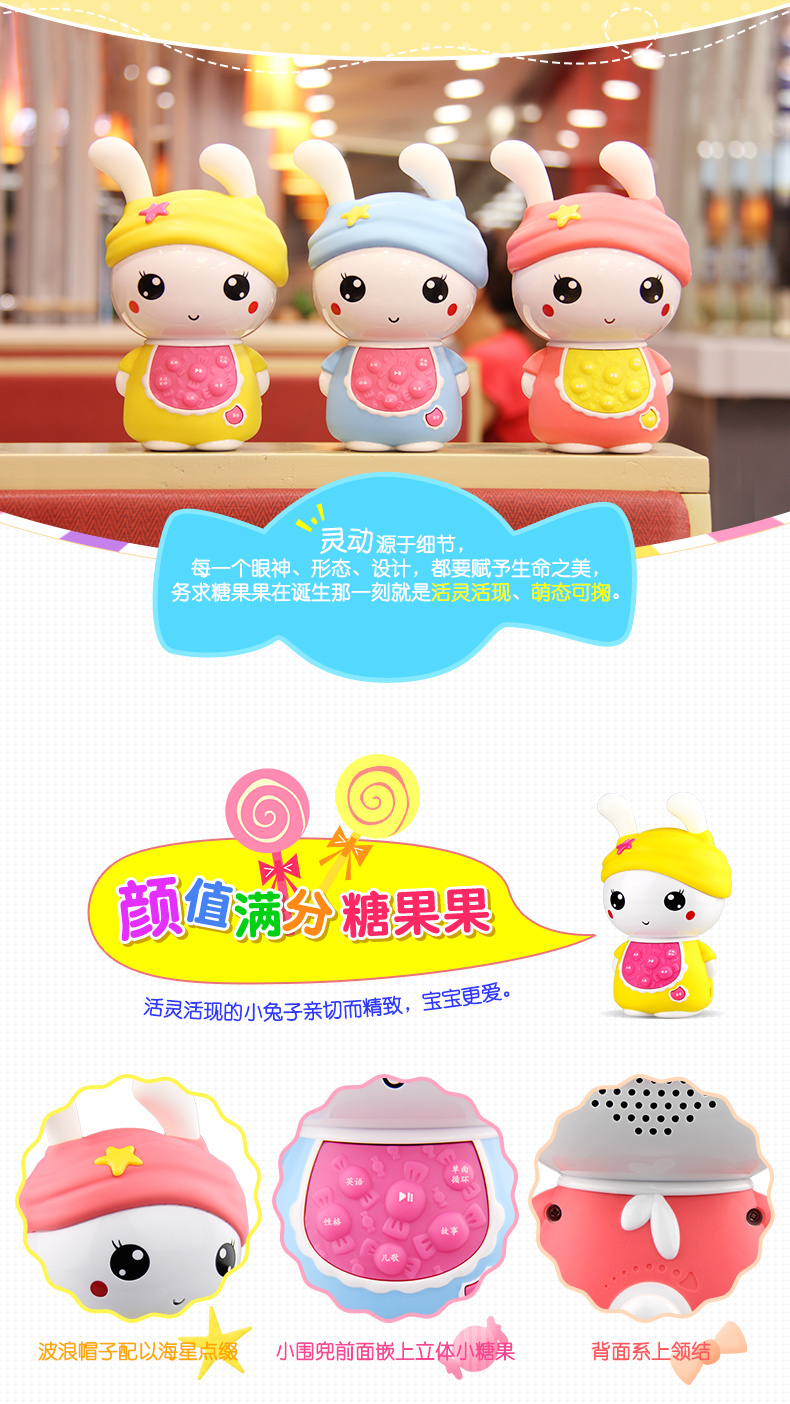 灵动源于细节，
每一个眼神、形态、设计，都要赋予生命之美，
务求糖果果在诞生那一刻就是活灵活现、萌态可掬。
颜值满分糖果果
活灵活现的小兔子亲切而精致，宝宝更爱。
英语
单曲
循环
性格
故事
儿歌
波浪帽子配以海星点缀
小围兜前面嵌上立体小糖果
背面系上领结